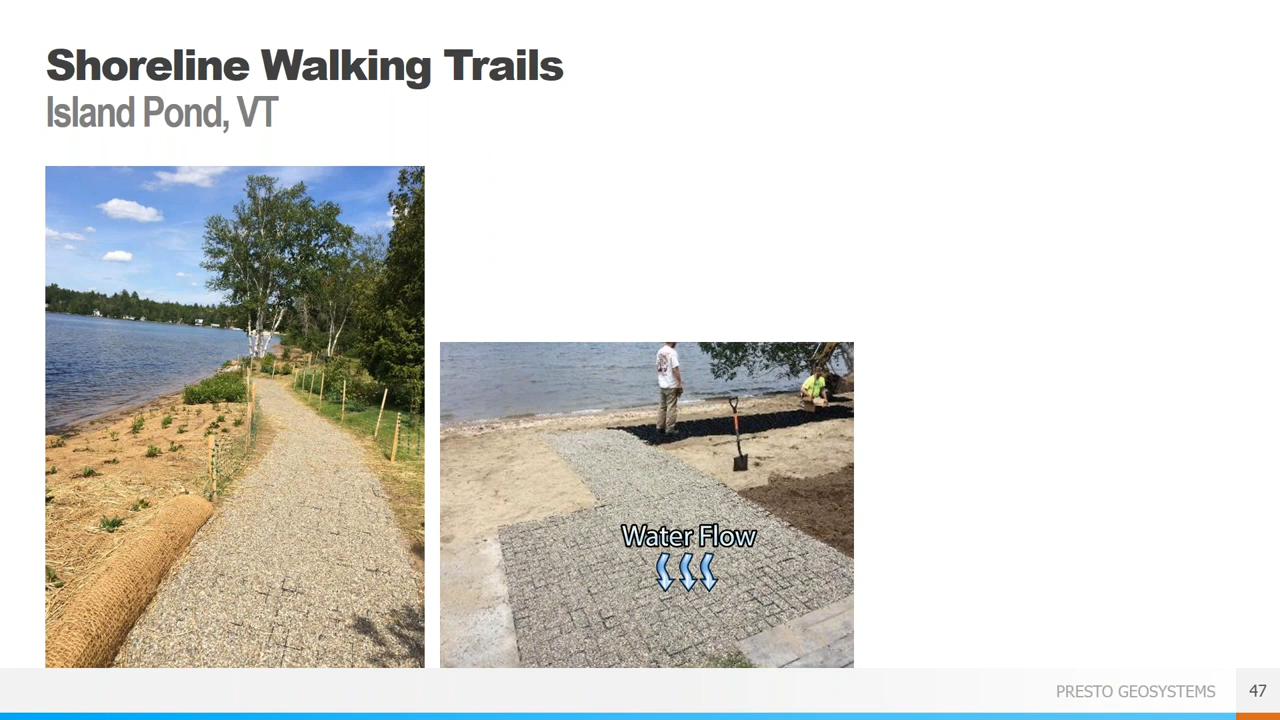 Shoreline Walking Trails
Island Pond, VT
Water Flow
PRESTO GEOSYSTEMS
47